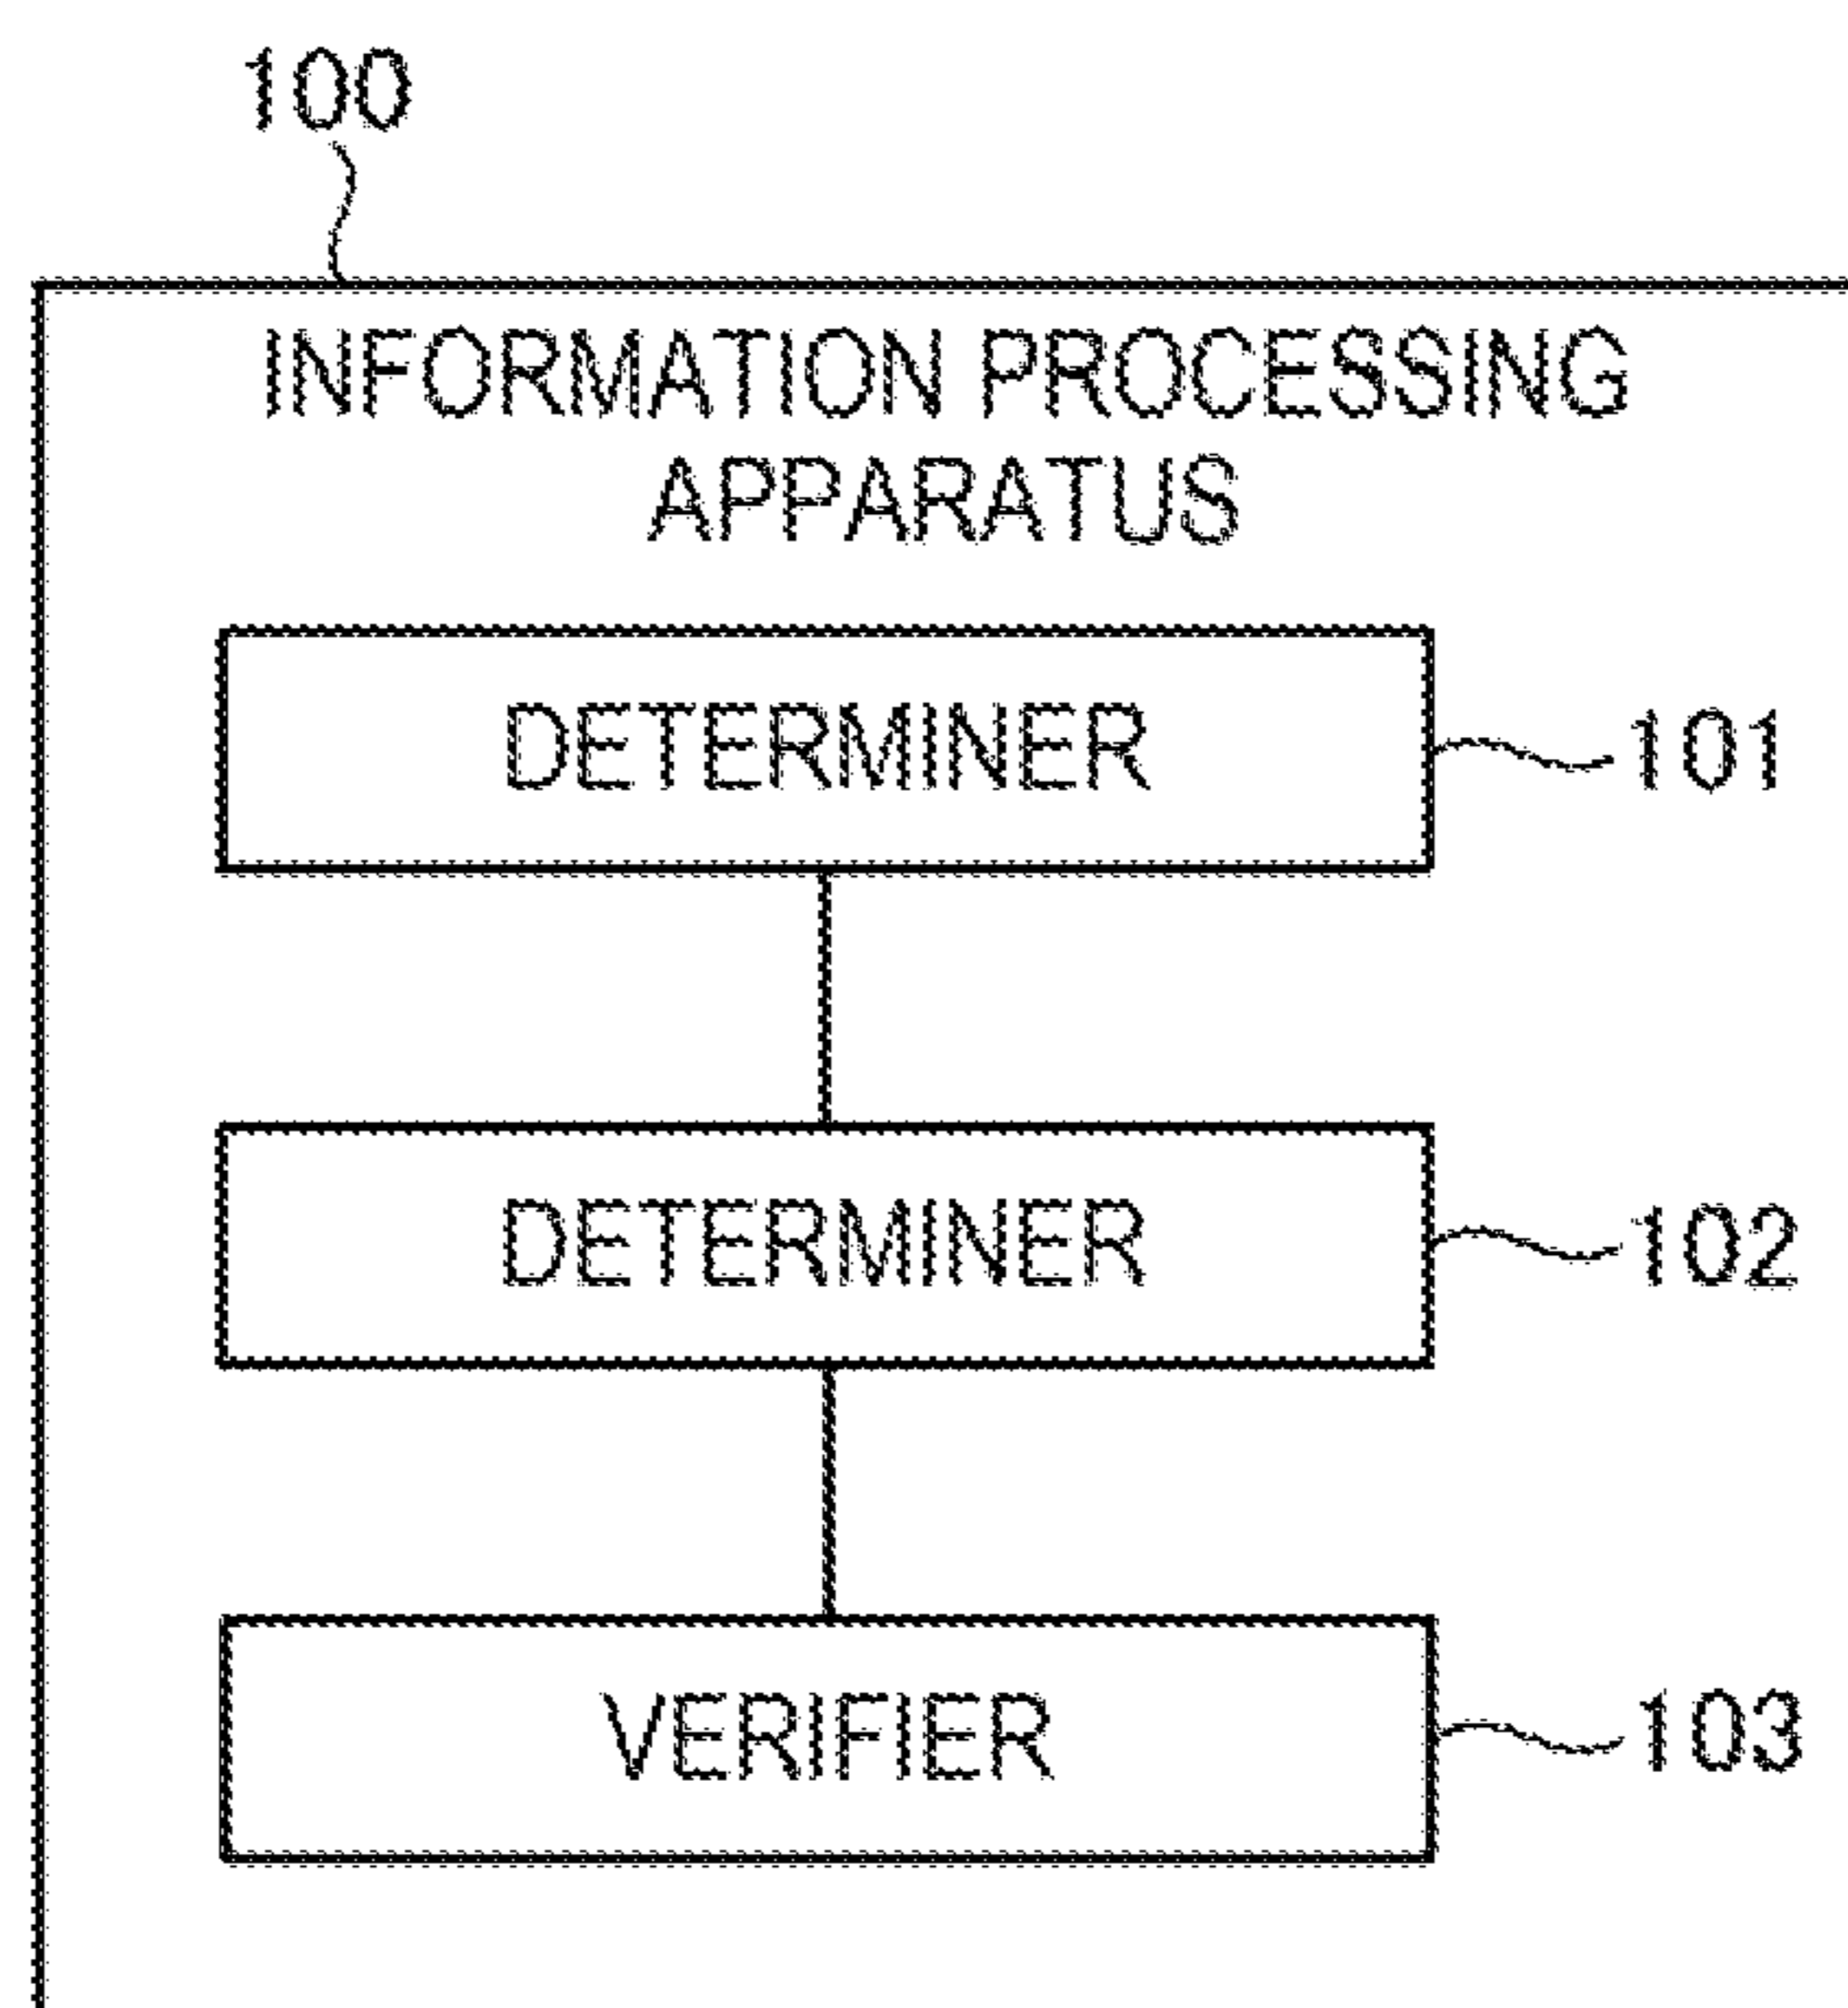 100
INFORMATION PROCESSING
APPARATUS
DETERMINER
101
DETERMINER
102
VERIFIER
103